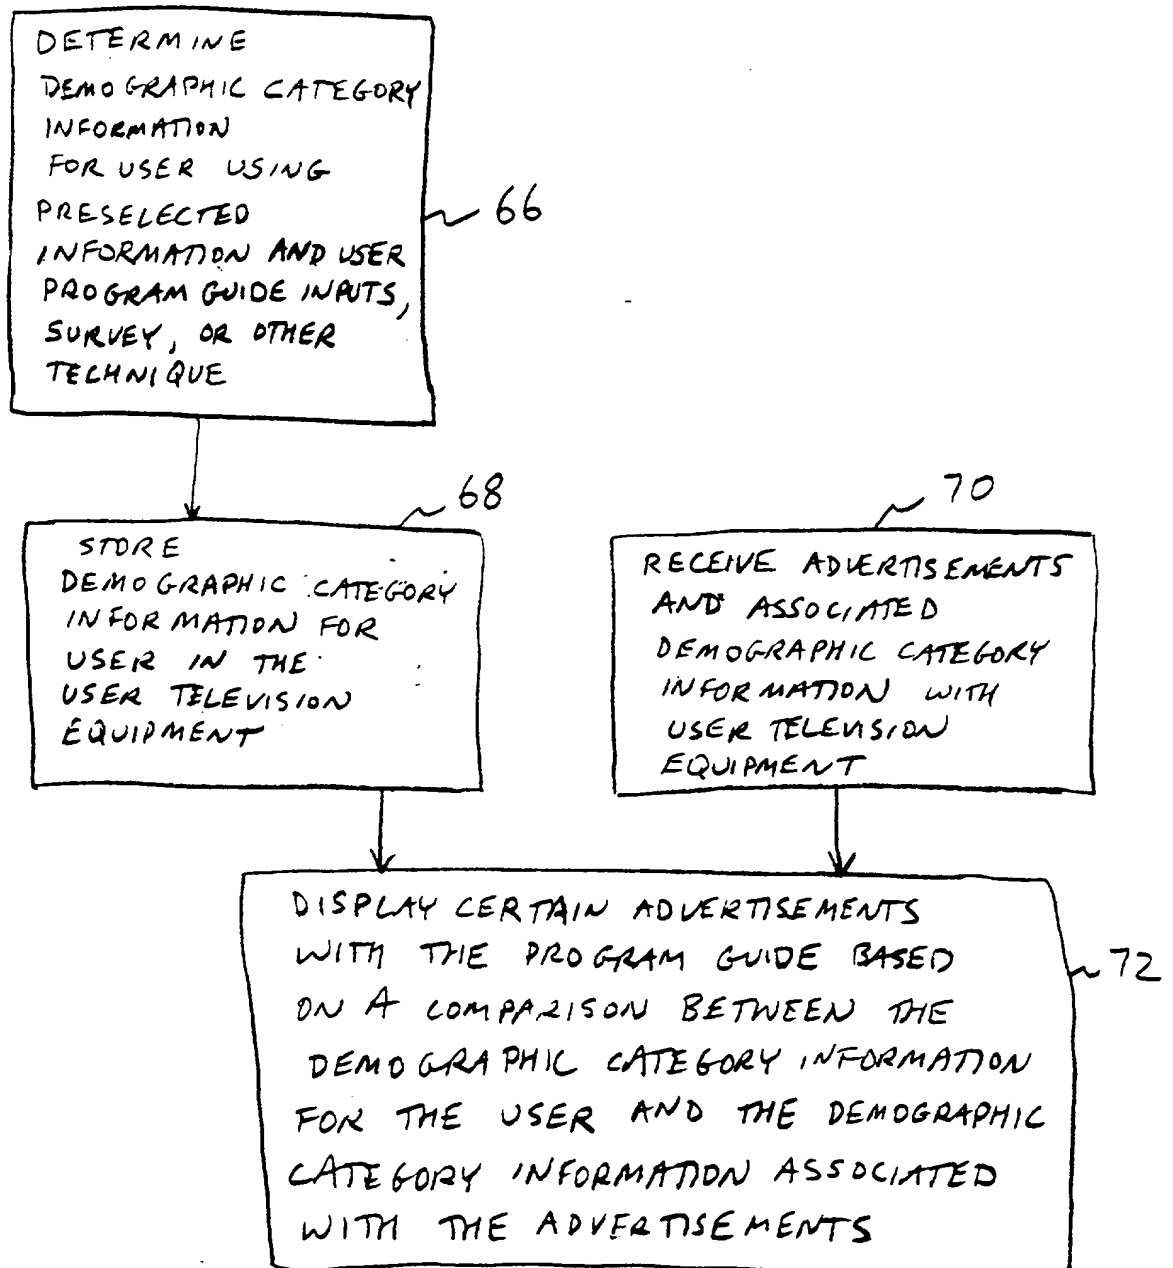 DETERMINE
DEMOGRAPHIC CATEGORY
INFORMATION
FOR USER USING
PRESELECTED
INFORMATION AND USER
PROGRAM GUIDE INPUTS,
SURVEY, OR OTHER
TECHNIQUE
66
68
STORE
DEMOGRAPHIC CATEGORY
INFORMATION FOR
USER IN THE
USER TELEVISION
EQUIPMENT
70
RECEIVE ADVERTISEMENTS
AND ASSOCIATED
DEMOGRAPHIC CATEGORY
INFORMATION WITH
USER TELEVISION
EQUIPMENT
DISPLAY CERTAIN ADVERTISEMENTS
WITH THE PROGRAM GUIDE BASED
ON A COMPARISON BETWEEN THE
DEMOGRAPHIC CATEGORY INFORMATION
FOR THE USER AND THE DEMOGRAPHIC
CATEGORY INFORMATION ASSOCIATED
WITH THE ADVERTISEMENTS
72